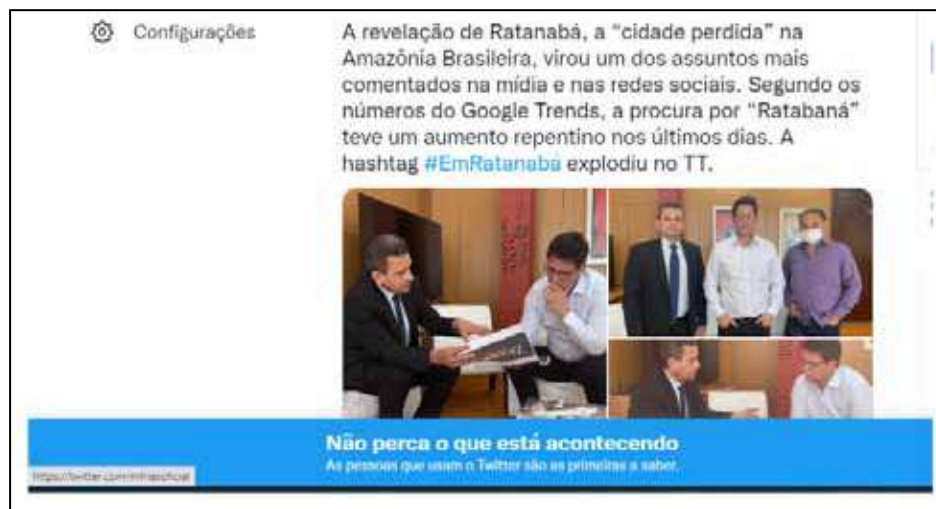 Configurações
A revelação de Ratanabá, a “cidade perdida” na
Amazônia Brasileira, virou um dos assuntos mais
comentados na mídia e nas redes sociais. Segundo os
números do Google Trends, a procura por “Ratabaná”
teve um aumento repentino nos últimos dias. A
hashtag #EmRatanabá explodiu no TT.
Não perca o que está acontecendo
As pessoas que usam o Twitter são as primeiras a saber.